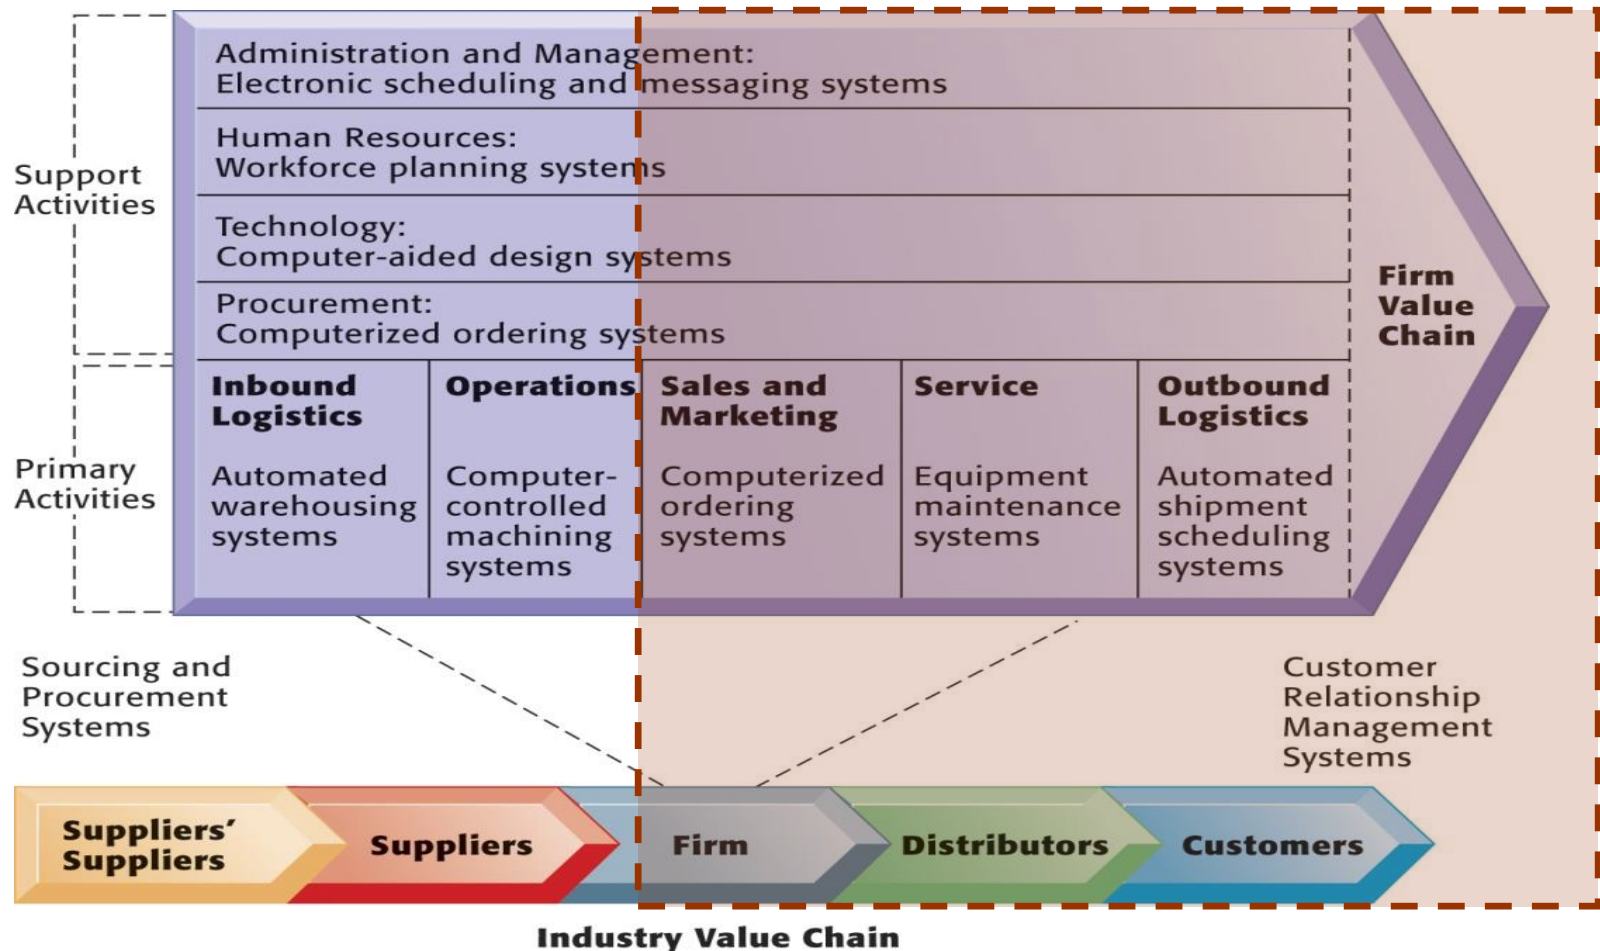 Administration and Management:
Electronic scheduling and messaging systems
Human Resources:
Workforce planning systems
Support
Activities
Technology:
Computer-aided design systems
Procurement:
Computerized ordering systems
Firm
Value
Chain
Primary
Activities
Inbound
Logistics
Automated
warehousing
systems
Operations
Computer-
controlled
machining
systems
Sales and
Marketing
Computerized
ordering
systems
Service
Equipment
maintenance
systems
Outbound
Logistics
Automated
shipment
scheduling
systems
Sourcing and
Procurement
Systems
Customer
Relationship
Management
Systems
Suppliers’
Suppliers
Suppliers
Firm
Distributors
Customers
Industry Value Chain